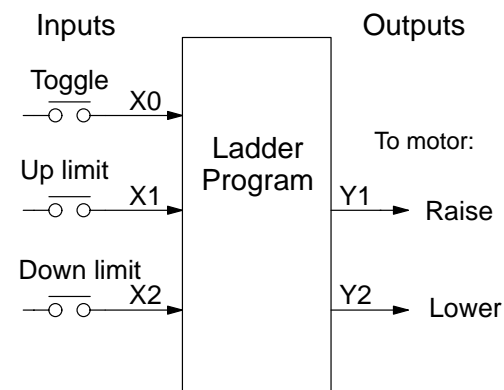 Inputs
Outputs
Toggle
X0
Ladder
Program
To motor:
Up limit
X1
Y1
Raise
Down limit
X2
Y2
Lower